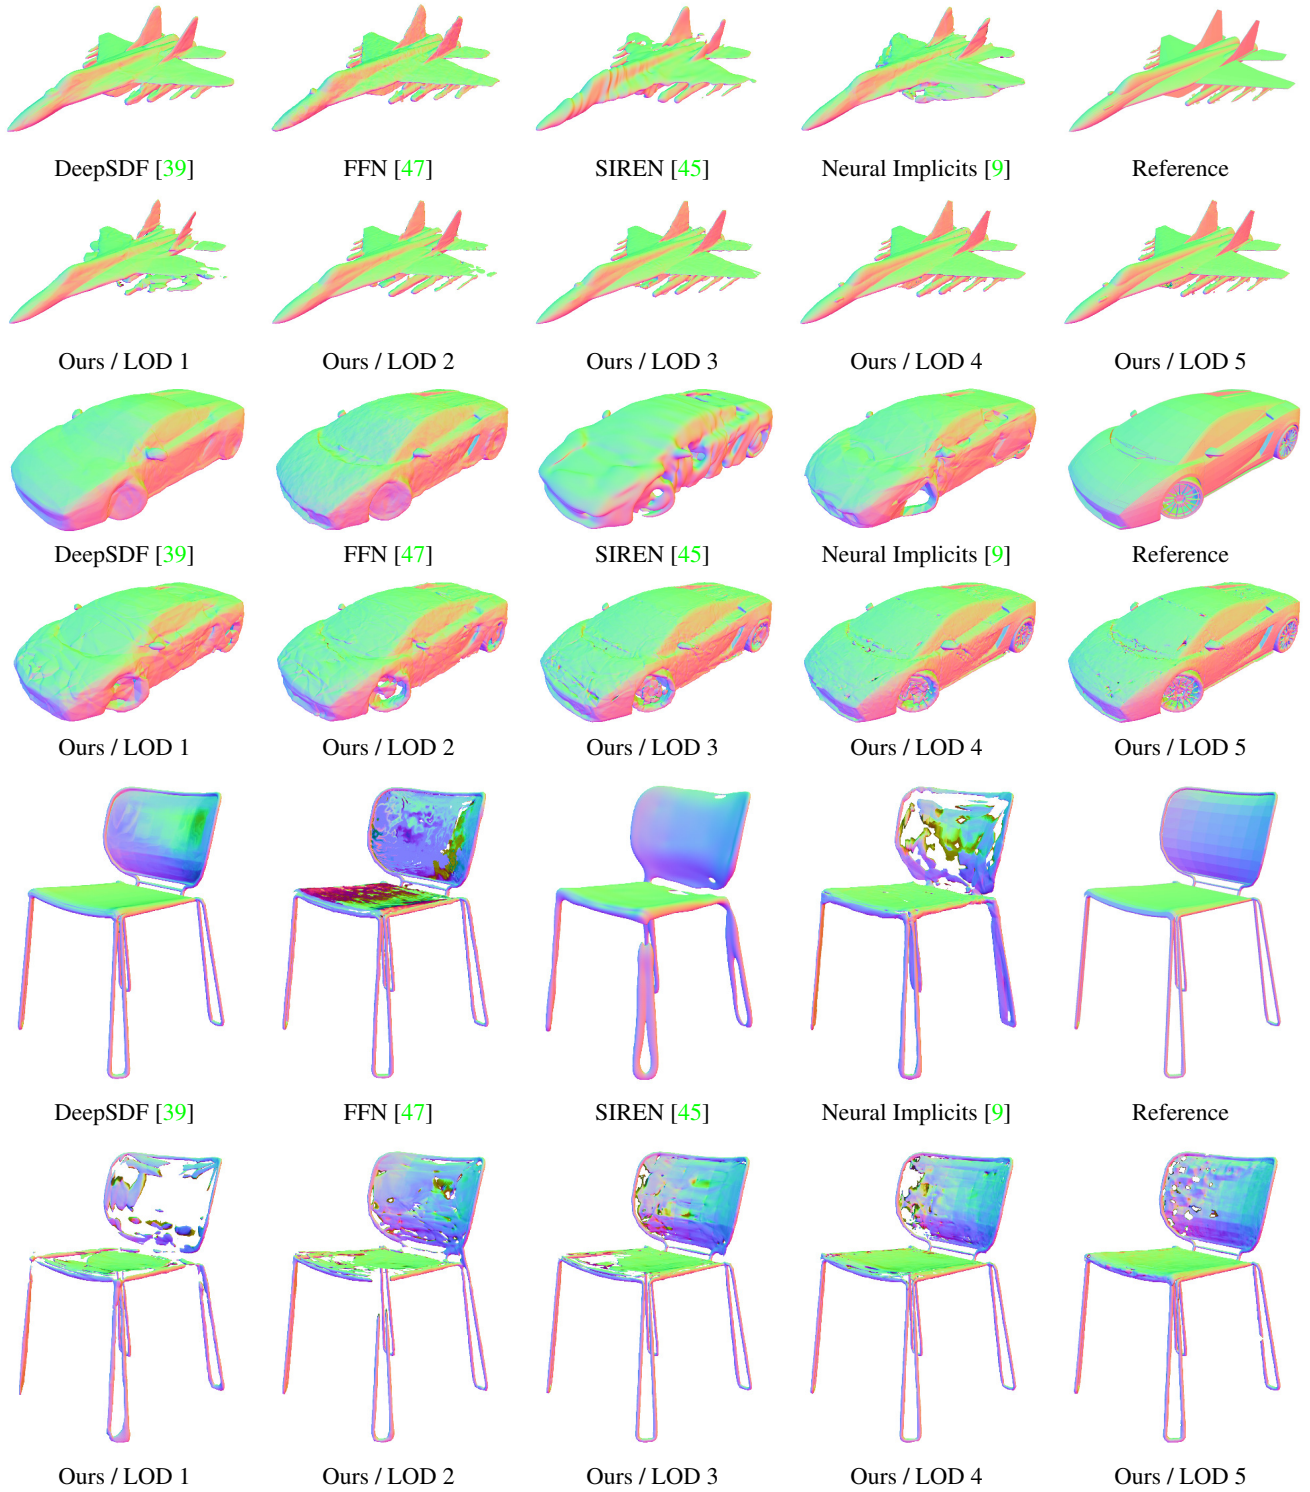 DeepSDF [39] FFN [47] SIREN [45] Neural Implicits [9] Reference
Ours / LOD 1 Ours / LOD 2 Ours / LOD 3 Ours / LOD 4 Ours / LOD 5
DeepSDF [39] FFN [47] SIREN [45] Neural Implicits [9] Reference
Ours / LOD 1 Ours / LOD 2 Ours / LOD 3 Ours / LOD 4 Ours / LOD 5
DeepSDF [39] FFN [47] SIREN [45] Neural Implicits [9] Reference
Ours / LOD 1 Ours / LOD 2 Ours / LOD 3 Ours / LOD 4 Ours / LOD 5